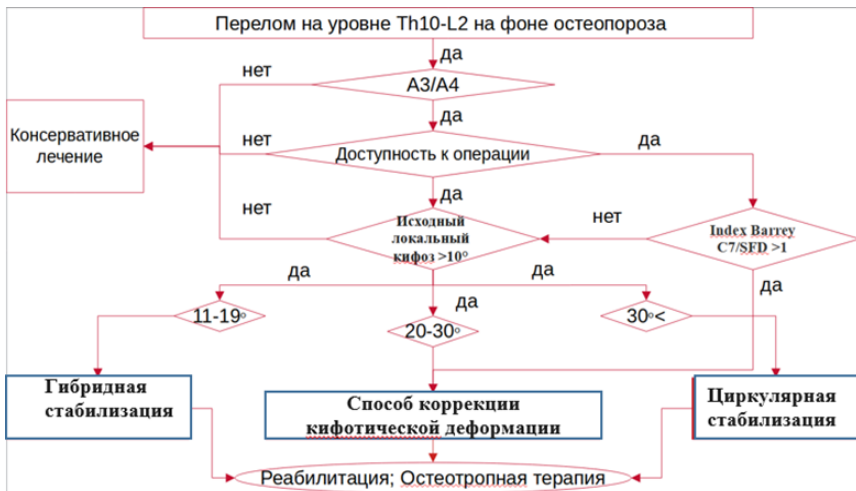 Перелом на уровне Th10-L2 на фоне остеопороза
да
нет
А3/А4
да
Консервативное
лечение
нет
Доступность к операции
да
да
нет
Исходный
локальный
кифоз >10°
нет
Index Barrey
C7/SFD >1
да
да
да
да
11-19°
20-30°
30°<
Гибридная
стабилизация
Способ коррекции
кифотической деформации
Циркулярная
стабилизация
Реабилитация; Остеотропная терапия